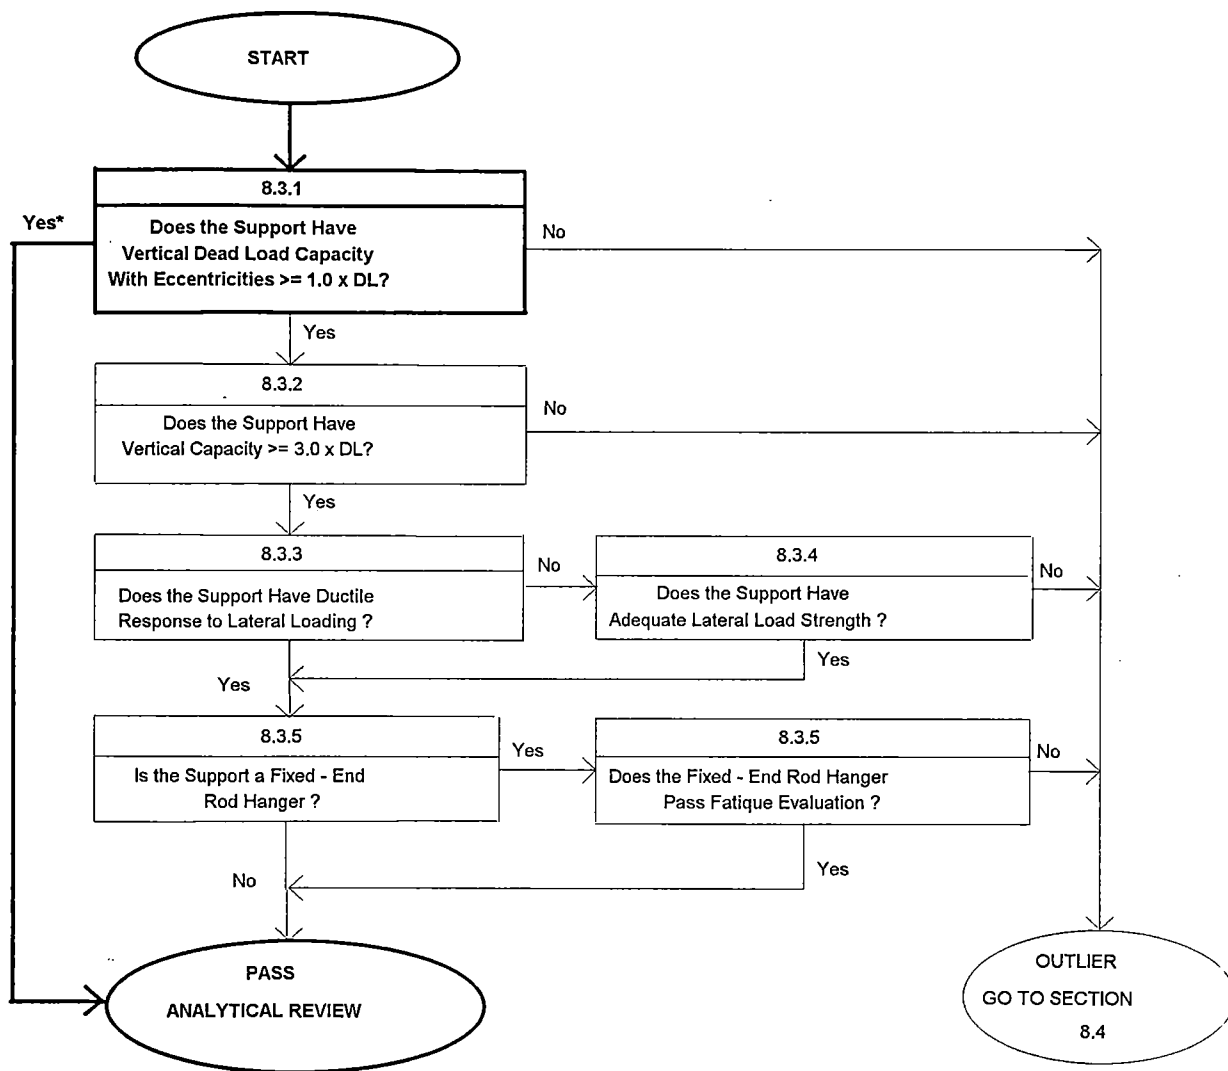 START
8.3.1
Yes*
Does the Support Have
Vertical Dead Load Capacity
With Eccentricities >= 1.0 x DL?
No
Yes
8.3.2
Does the Support Have
Vertical Capacity >= 3.0 x DL?
No
Yes
8.3.3
Does the Support Have Ductile
Response to Lateral Loading ?
No
8.3.4
Does the Support Have
Adequate Lateral Load Strength ?
No
Yes
Yes
8.3.5
Is the Support a Fixed - End
Rod Hanger ?
Yes
8.3.5
Does the Fixed - End Rod Hanger
Pass Fatique Evaluation ?
No
No
Yes
PASS
ANALYTICAL REVIEW
OUTLIER
GO TO SECTION
8.4